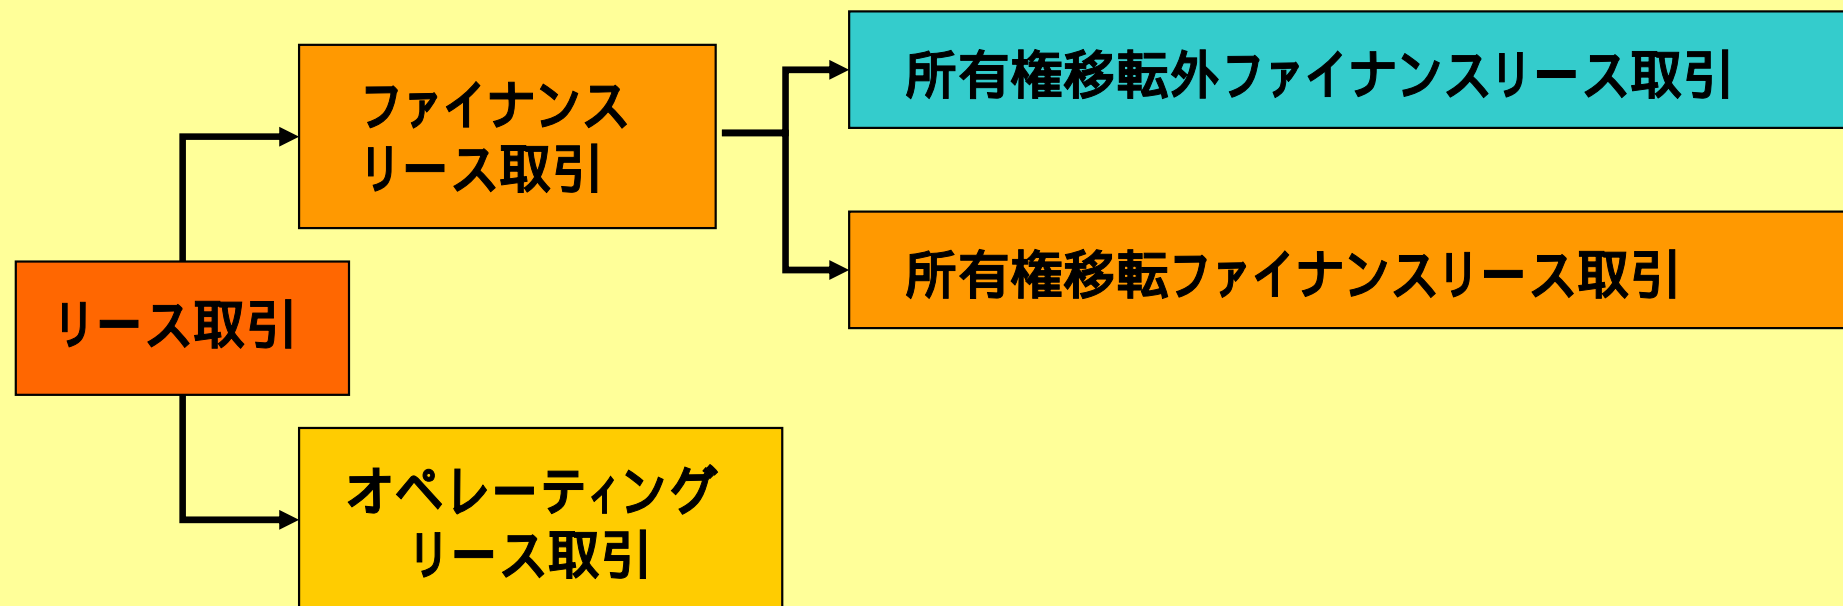 所有権移転外ファイナンスリース取引
ファイナンス
リース取引
所有権移転ファイナンスリース取引
リース取引
オペレーティング
リース取引